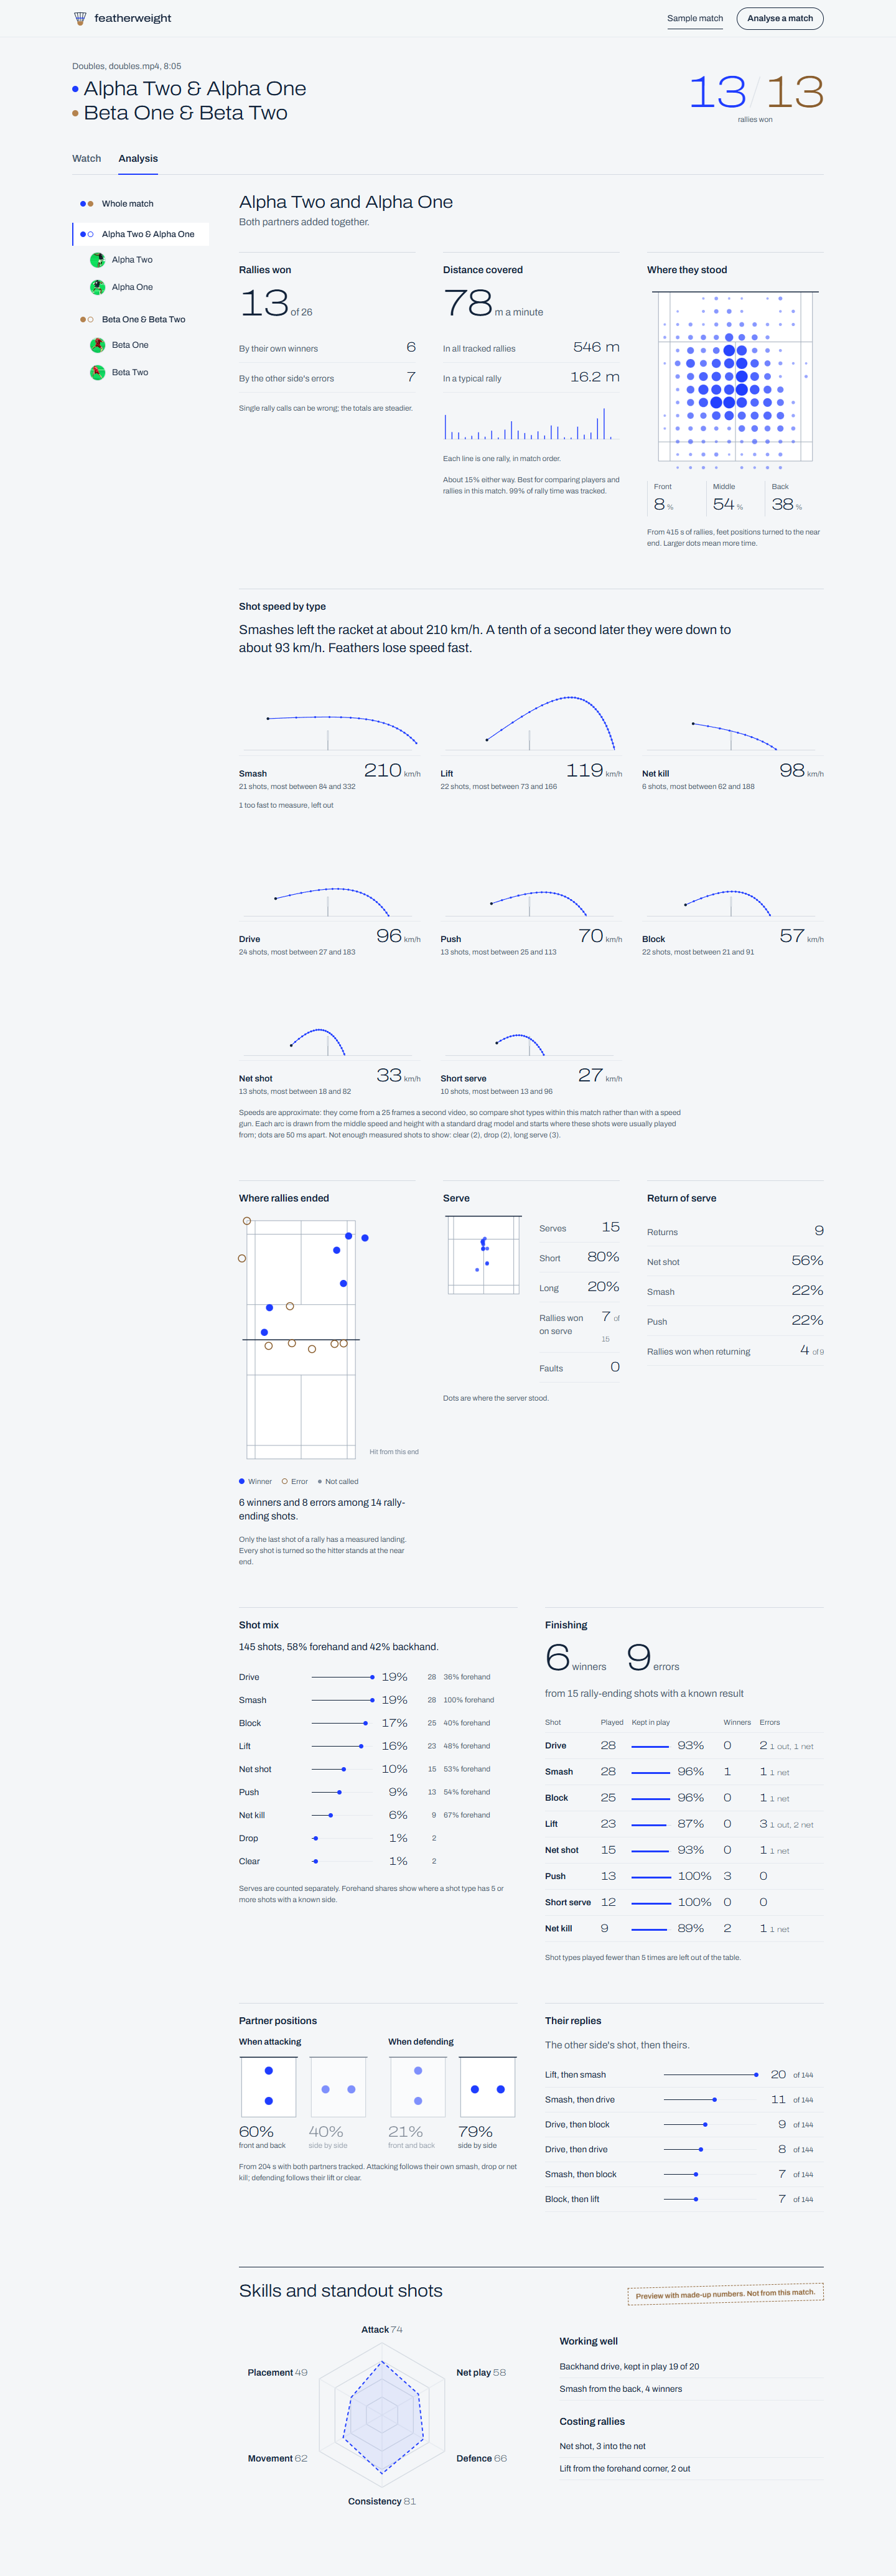 featherweight
Sample match
Analyse a match
Doubles, doubles.mp4, 8:05
Alpha Two & Alpha One
Beta One & Beta Two
13/13
rallies won
Watch
Analysis
Whole match
Alpha Two & Alpha One
Alpha Two
Alpha One
Beta One & Beta Two
Beta One
Beta Two
Alpha Two and Alpha One
Both partners added together.
Rallies won
13 of 26
By their own winners 6
By the other side's errors 7
Single rally calls can be wrong; the totals are steadier.
Distance covered
78 m a minute
In all tracked rallies 546 m
In a typical rally 16.2 m
Each line is one rally, in match order.
About 15% either way. Best for comparing players and
rallies in this match. 99% of rally time was tracked.
Where they stood
Front Middle Back
8 % 54 % 38 %
From 415 s of rallies, feet positions turned to the near
end. Larger dots mean more time.
Shot speed by type
Smashes left the racket at about 210 km/h. A tenth of a second later they were down to
about 93 km/h. Feathers lose speed fast.
Smash 210 km/h
21 shots, most between 84 and 332
1 too fast to measure, left out
Lift 119 km/h
22 shots, most between 73 and 166
Net kill 98 km/h
6 shots, most between 62 and 188
Drive 96 km/h
24 shots, most between 27 and 183
Push 70 km/h
13 shots, most between 25 and 113
Block 57 km/h
22 shots, most between 21 and 91
Net shot 33 km/h
13 shots, most between 18 and 82
Short serve 27 km/h
10 shots, most between 13 and 96
Speeds are approximate: they come from a 25 frames a second video, so compare shot types within this match rather than with a speed
gun. Each arc is drawn from the middle speed and height with a standard drag model and starts where these shots were usually played
from; dots are 50 ms apart. Not enough measured shots to show: clear (2), drop (2), long serve (3).
Where rallies ended
Hit from this end
Winner Error Not called
6 winners and 8 errors among 14 rally-
ending shots.
Only the last shot of a rally has a measured landing.
Every shot is turned so the hitter stands at the near
end.
Serve
Serves 15
Short 80%
Long 20%
Rallies won 7 of
on serve 15
Faults 0
Dots are where the server stood.
Return of serve
Returns 9
Net shot 56%
Smash 22%
Push 22%
Rallies won when returning 4 of 9
Shot mix
145 shots, 58% forehand and 42% backhand.
Drive 19% 28 36% forehand
Smash 19% 28 100% forehand
Block 17% 25 40% forehand
Lift 16% 23 48% forehand
Net shot 10% 15 53% forehand
Push 9% 13 54% forehand
Net kill 6% 9 67% forehand
Drop 1% 2
Clear 1% 2
Serves are counted separately. Forehand shares show where a shot type has 5 or
more shots with a known side.
Finishing
6 winners 9 errors
from 15 rally-ending shots with a known result
Shot Played Kept in play Winners Errors
Drive 28 93% 0 2 1 out, 1 net
Smash 28 96% 1 1 1 net
Block 25 96% 0 1 1 net
Lift 23 87% 0 3 1 out, 2 net
Net shot 15 93% 0 1 1 net
Push 13 100% 3 0
Short serve 12 100% 0 0
Net kill 9 89% 2 1 1 net
Shot types played fewer than 5 times are left out of the table.
Partner positions
When attacking When defending
60% 40% 21% 79%
front and back side by side front and back side by side
From 204 s with both partners tracked. Attacking follows their own smash, drop or net
kill; defending follows their lift or clear.
Their replies
The other side's shot, then theirs.
Lift, then smash 20 of 144
Smash, then drive 11 of 144
Drive, then block 9 of 144
Drive, then drive 8 of 144
Smash, then block 7 of 144
Block, then lift 7 of 144
Skills and standout shots
Preview with made-up numbers. Not from this match.
Attack 74
Placement 49
Net play 58
Movement 62
Defence 66
Consistency 81
Working well
Backhand drive, kept in play 19 of 20
Smash from the back, 4 winners
Costing rallies
Net shot, 3 into the net
Lift from the forehand corner, 2 out